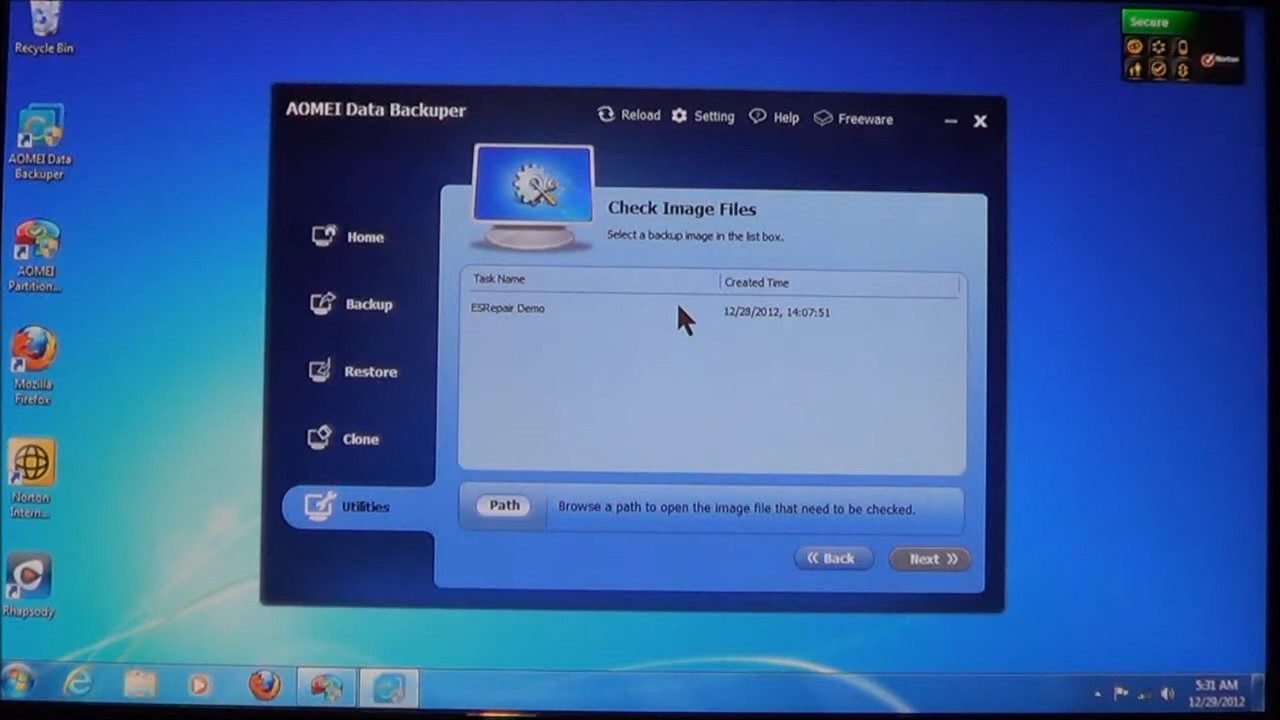 Recycle Bin
AOMEI Data
Backuper
AOMEI
Partition...
Mozilla
Firefox
Norton
Intern...
Rhapsody
Secure
Norton
AOMEI Data Backuper
Reload
Setting
Help
Freeware
Home
Backup
Restore
Clone
Utilities
Check Image Files
Select a backup image in the list box.
Task Name
Created Time
ESRepair Demo
12/28/2012, 14:07:51
Path
Browse a path to open the image file that need to be checked.
Back
Next
5:31 AM
12/29/2012